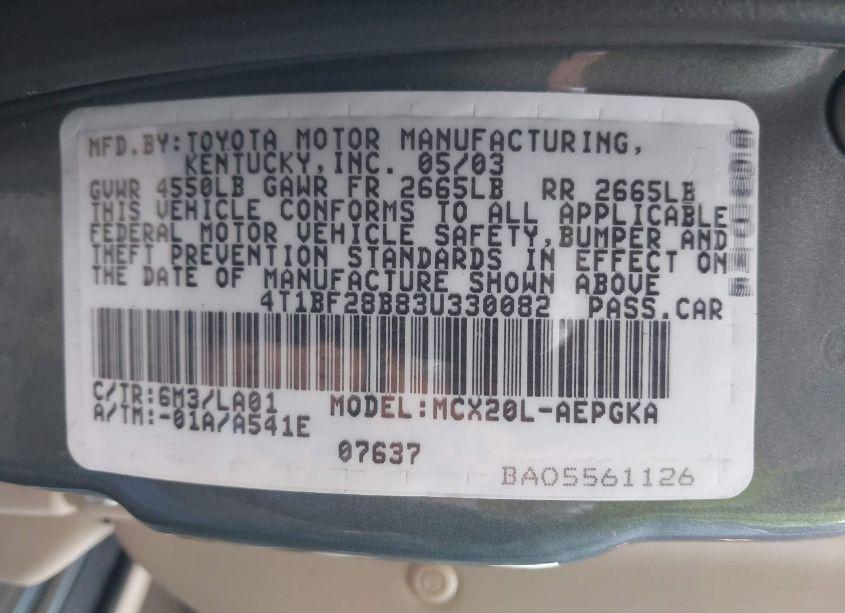 MFD.BY:TOYOTA MOTOR MANUFACTURING,
KENTUCKY,INC. 05/03
GVWR 4550LB GAWR FR 2665LB RR 2665LB
THIS VEHICLE CONFORMS TO ALL APPLICABLE
FEDERAL MOTOR VEHICLE SAFETY,BUMPER AND
THEFT PREVENTION STANDARDS IN EFFECT ON
THE DATE OF MANUFACTURE SHOWN ABOVE
4T1BF28B83U330082 PASS.CAR
C/TR:6M3/LA01 MODEL:MCX20L-AEPGKA
A/TM:-01A/A541E
07637
BA05561126